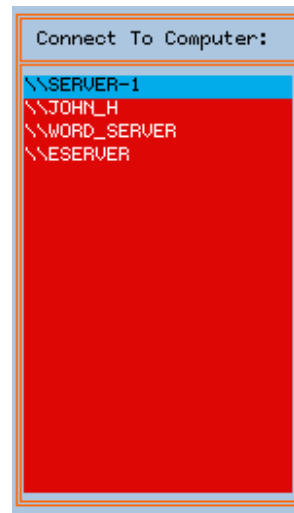 Connect To Computer:
\\SERVER-1
\\JOHN_H
\\WORD_SERVER
\\ESERVER